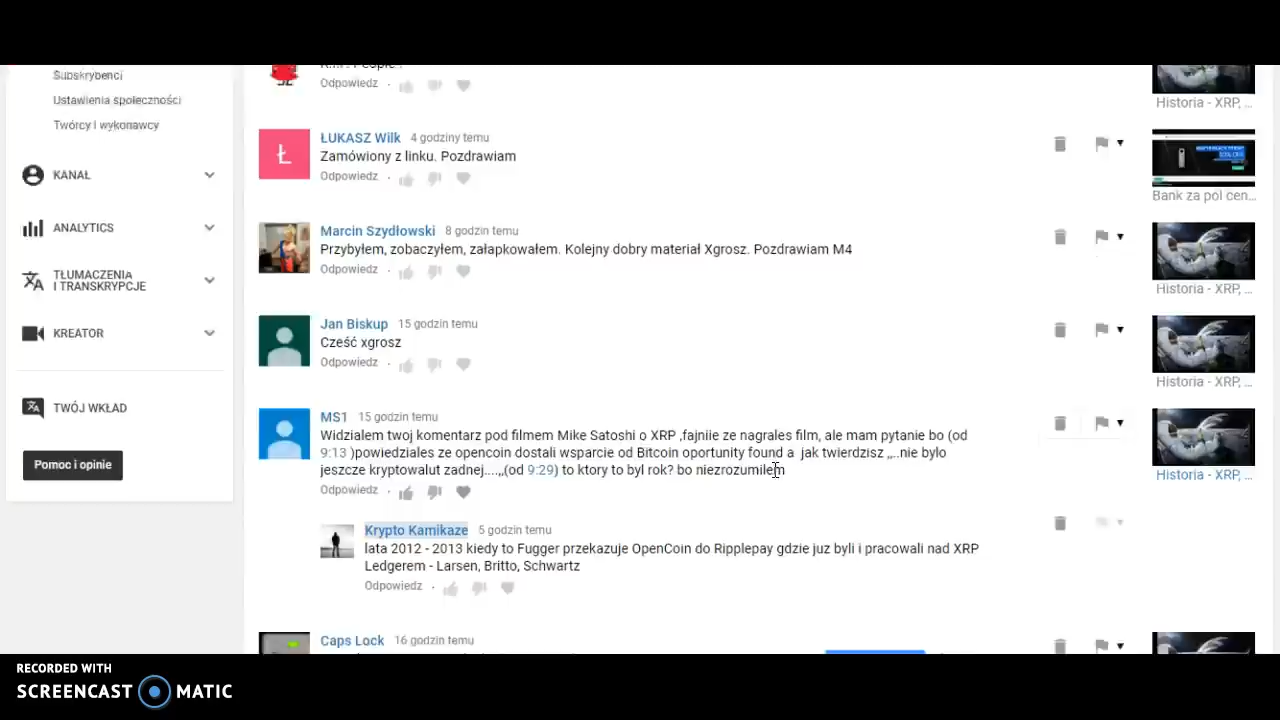 Subskrybenci
Ustawienia społeczności
Twórcy i wykonawcy
KANAŁ
ANALYTICS
TŁUMACZENIA
I TRANSKRYPCJE
KREATOR
TWÓJ WKŁAD
Pomoc i opinie
Odpowiedz
Historia - XRP, ...
ŁUKASZ Wilk 4 godziny temu
Zamówiony z linku. Pozdrawiam
Odpowiedz
Bank za pol cen...
Marcin Szydłowski 8 godzin temu
Przybyłem, zobaczyłem, załapkowałem. Kolejny dobry materiał Xgrosz. Pozdrawiam M4
Odpowiedz
Historia - XRP, ...
Jan Biskup 15 godzin temu
Cześć xgrosz
Odpowiedz
Historia - XRP, ...
MS1 15 godzin temu
Widzialem twoj komentarz pod filmem Mike Satoshi o XRP ,fajniie ze nagrales film, ale mam pytanie bo (od
9:13 )powiedziales ze opencoin dostali wsparcie od Bitcoin oportunity found a jak twierdzisz ,,..nie bylo
jeszcze kryptowalut zadnej....,,(od 9:29) to ktory to byl rok? bo niezrozumilem
Odpowiedz
Historia - XRP, ...
Krypto Kamikaze 5 godzin temu
lata 2012 - 2013 kiedy to Fugger przekazuje OpenCoin do Ripplepay gdzie juz byli i pracowali nad XRP
Ledgerem - Larsen, Britto, Schwartz
Odpowiedz
Caps Lock 16 godzin temu
RECORDED WITH
SCREENCAST MATIC